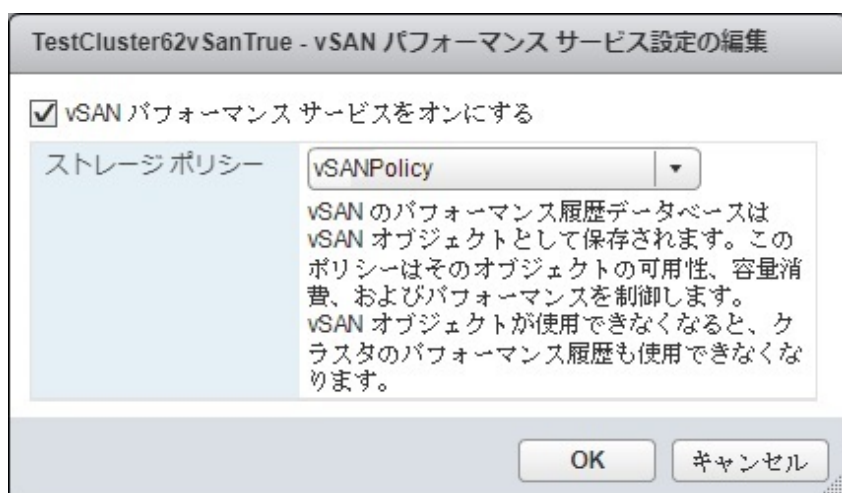 TestCluster62vSanTrue - vSAN パフォーマンス サービス設定の編集
vSAN パフォーマンス サービスをオンにする
ストレージ ポリシー
vSANPolicy
vSAN のパフォーマンス履歴データベースは
vSAN オブジェクトとして保存されます。この
ポリシーはそのオブジェクトの可用性、容量消
費、およびパフォーマンスを制御します。
vSAN オブジェクトが使用できなくなると、ク
ラスタのパフォーマンス履歴も使用できなくな
ります。
OK
キャンセル